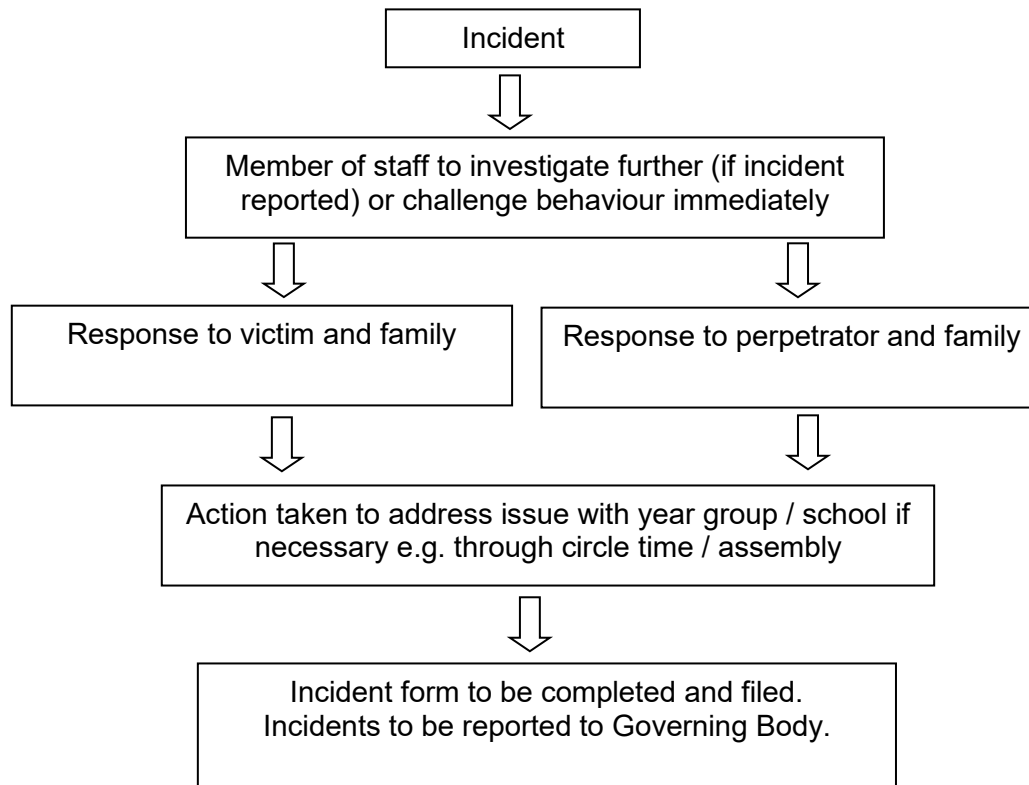 Incident
Member of staff to investigate further (if incident
reported) or challenge behaviour immediately
Response to victim and family
Response to perpetrator and family
Action taken to address issue with year group / school if
necessary e.g. through circle time / assembly
Incident form to be completed and filed.
Incidents to be reported to Governing Body.